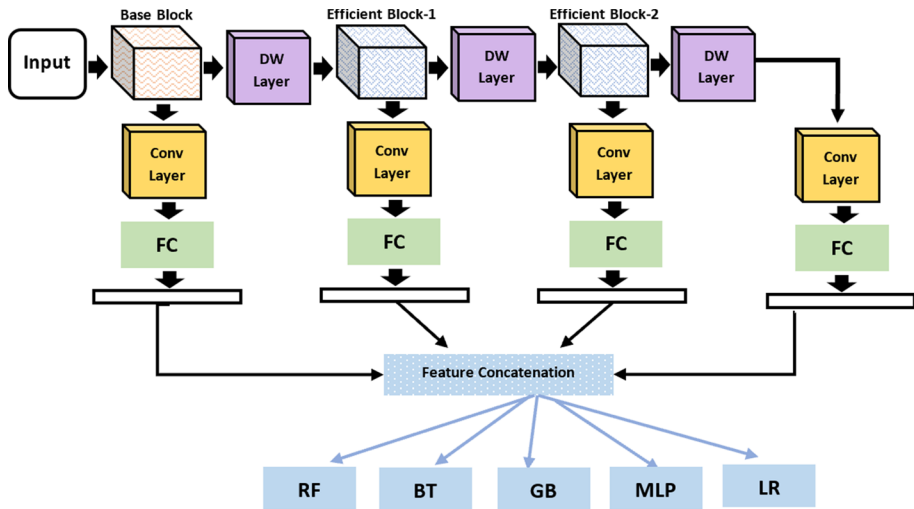 Base Block
Efficient Block-1
Efficient Block-2
Input
DW
Layer
DW
Layer
DW
Layer
Conv
Layer
Conv
Layer
Conv
Layer
Conv
Layer
FC
FC
FC
FC
Feature Concatenation
RF
BT
GB
MLP
LR